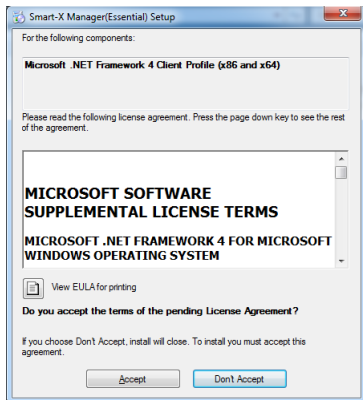 Smart-X Manager(Essential) Setup
For the following components:
Microsoft .NET Framework 4 Client Profile (x86 and x64)
Please read the following license agreement. Press the page down key to see the rest
of the agreement.
MICROSOFT SOFTWARE
SUPPLEMENTAL LICENSE TERMS
MICROSOFT .NET FRAMEWORK 4 FOR MICROSOFT
WINDOWS OPERATING SYSTEM
View EULA for printing
Do you accept the terms of the pending License Agreement?
If you choose Don't Accept, install will close. To install you must accept this
agreement.
Accept Don't Accept